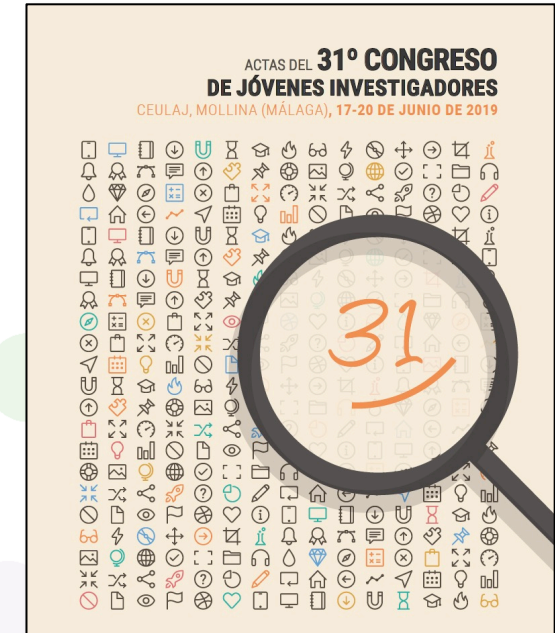 ACTAS DEL 31º CONGRESO
DE JÓVENES INVESTIGADORES
CEULAJ, MOLLINA (MÁLAGA), 17-20 DE JUNIO DE 2019
31